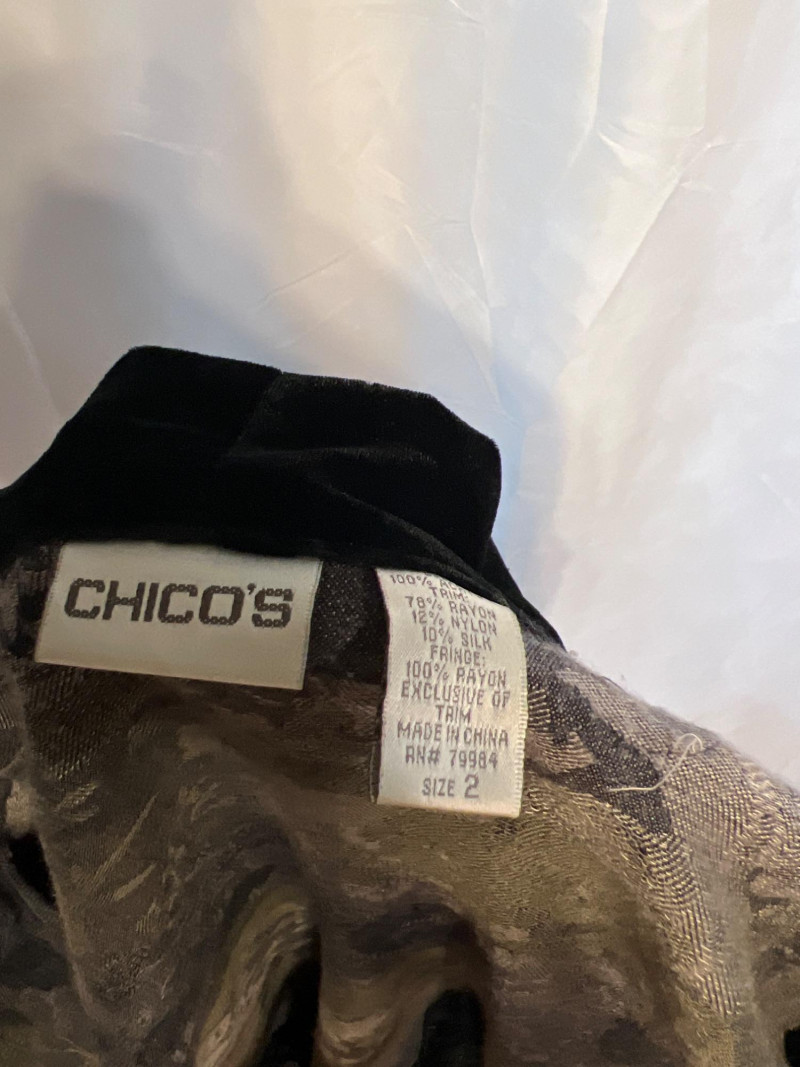 CHICO'S
100%
TRIM:
78% RAYON
12% NYLON
10% SILK
FRINGE:
100% RAYON
EXCLUSIVE OF
TRIM
MADE IN CHINA
RN# 79984
SIZE 2